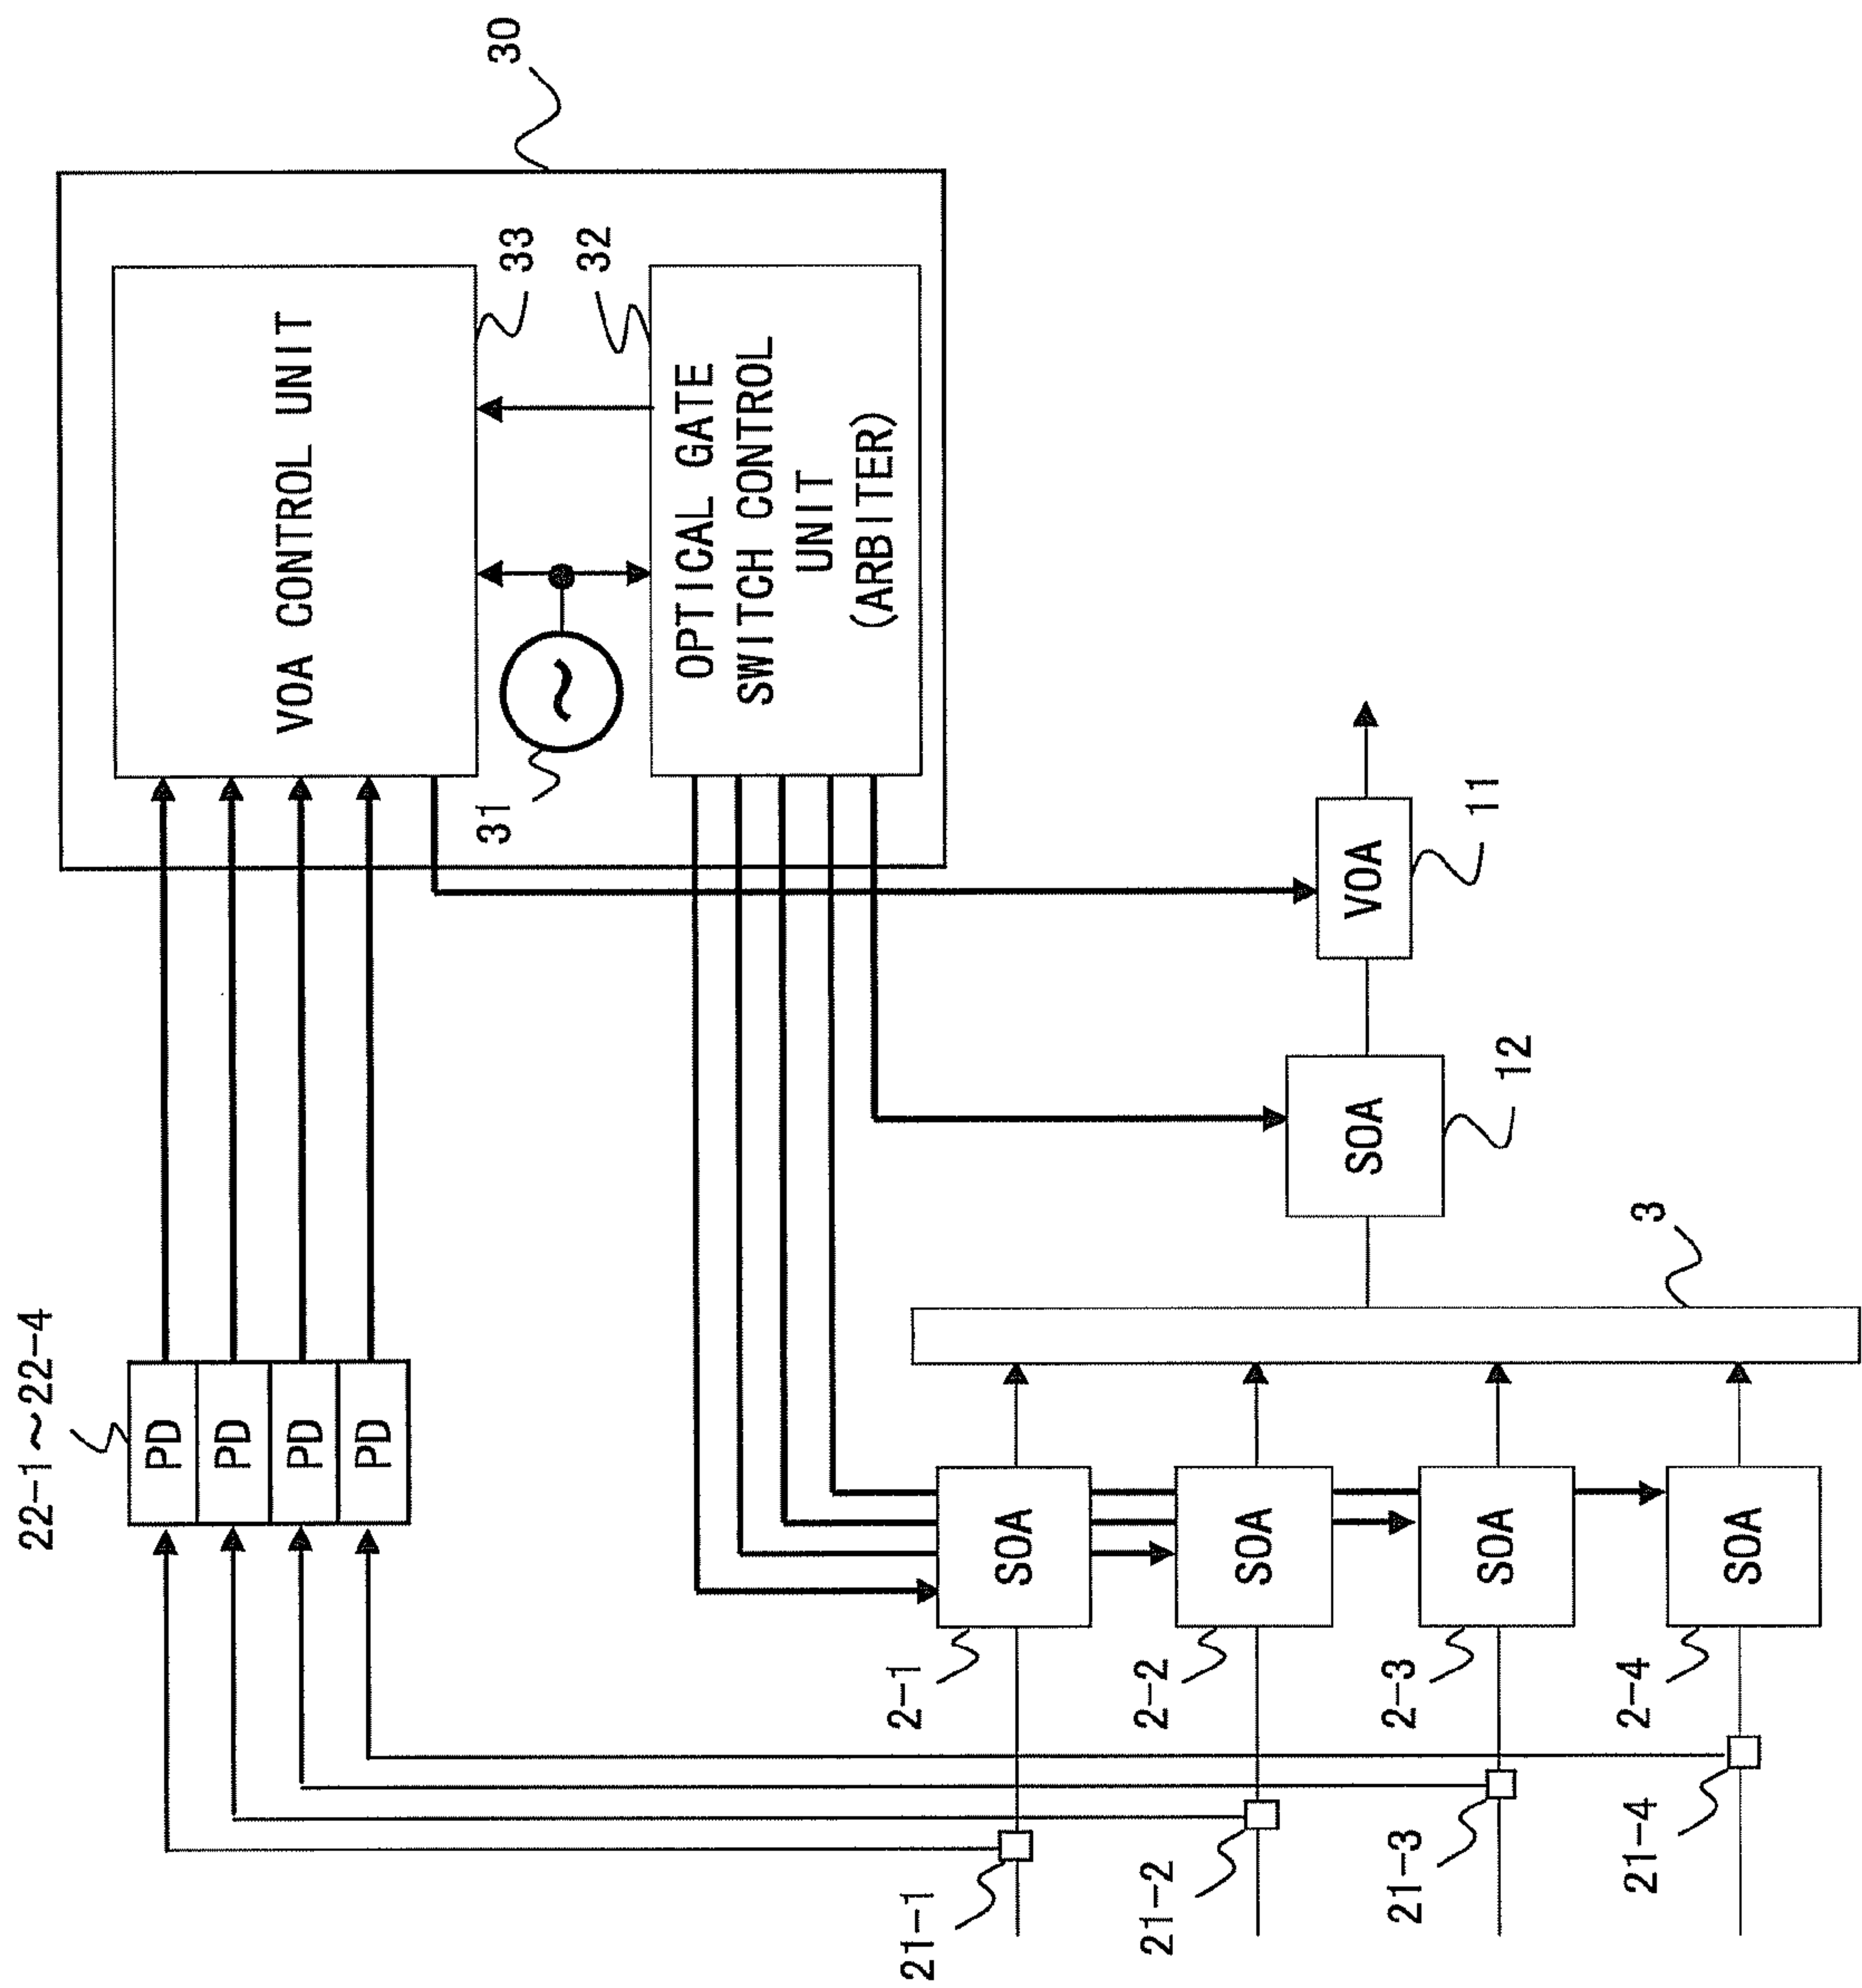 30
VOA CONTROL UNIT
33
32
31
OPTICAL GATE
SWITCH CONTROL
UNIT
(ARBITER)
22-1~22-4
PD
PD
PD
PD
VOA
11
SOA
12
3
SOA
SOA
SOA
SOA
2-1
2-2
2-3
2-4
21-1
21-2
21-3
21-4
~